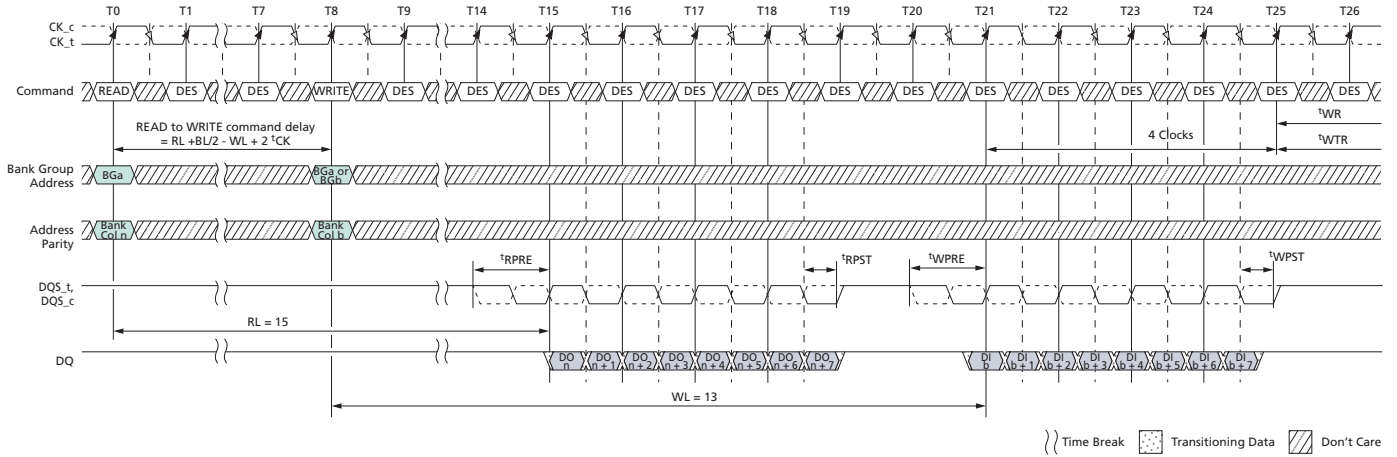 T0 T1 T7 T8 T9 T14 T15 T16 T17 T18 T19 T20 T21 T22 T23 T24 T25 T26
CK_c
CK_t
Command READ DES DES WRITE DES DES DES DES DES DES DES DES DES DES DES DES DES DES
tWR
READ to WRITE command delay
= RL +BL/2 - WL + 2 tCK
4 Clocks
tWTR
Bank Group
Address
BGa
BGa or
BGb
Address
Parity
Bank
Col n
Bank
Col b
tRPRE tRPST tWPRE tWPST
DQS_t,
DQS_c
RL = 15
DQ
DO
n
DO
n + 1
DO
n + 2
DO
n + 3
DO
n + 4
DO
n + 5
DO
n + 6
DO
n + 7
DI
b
DI
b + 1
DI
b + 2
DI
b + 3
DI
b + 4
DI
b + 5
DI
b + 6
DI
b + 7
WL = 13
Time Break Transitioning Data Don't Care